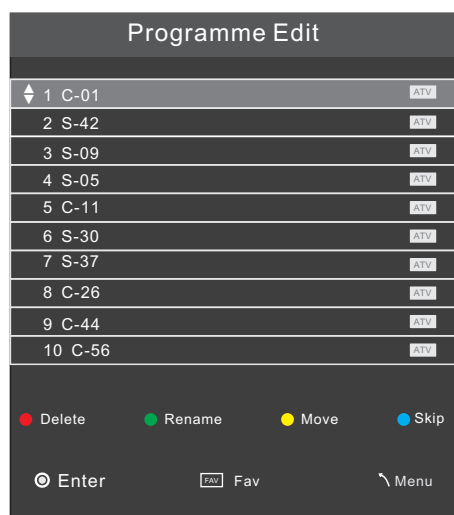 Programme Edit
1 C-01 ATV
2 S-42 ATV
3 S-09 ATV
4 S-05 ATV
5 C-11 ATV
6 S-30 ATV
7 S-37 ATV
8 C-26 ATV
9 C-44 ATV
10 C-56 ATV
Delete Rename Move Skip
Enter FAV Fav Menu